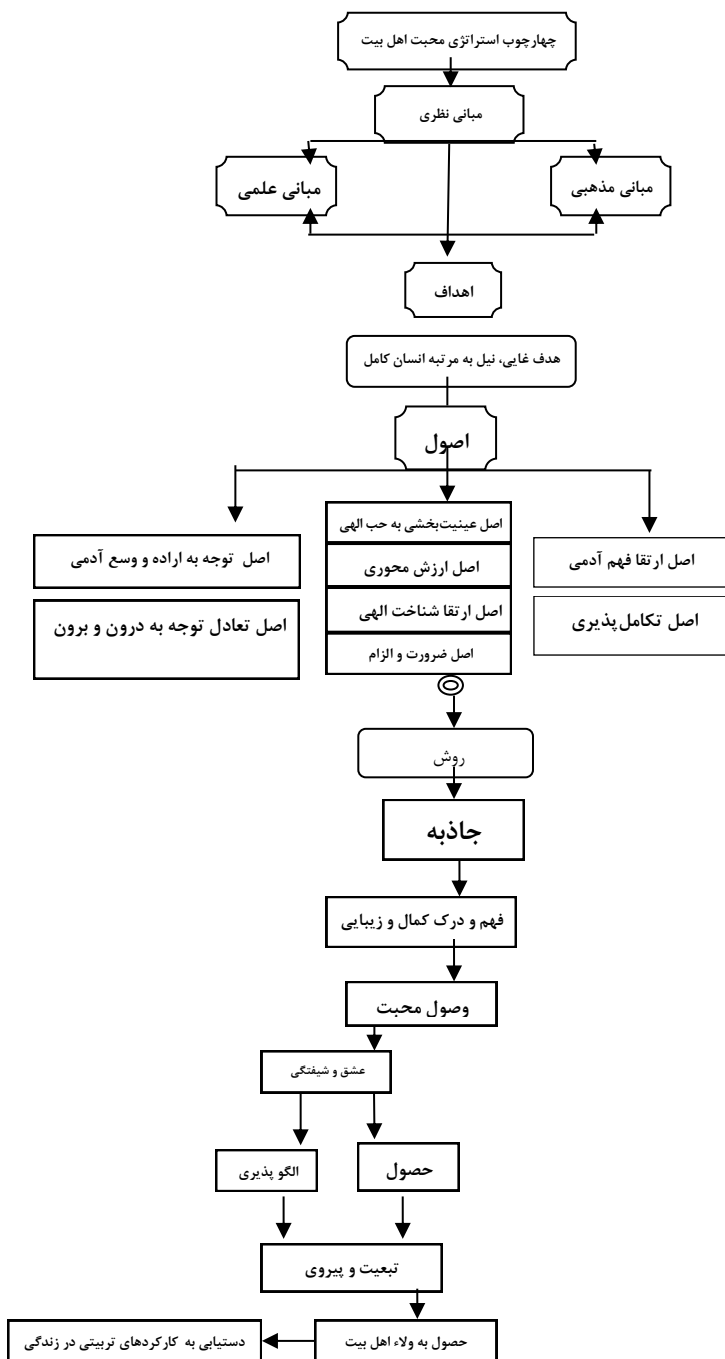 چهارچوب استراتژی محبت اهل بیت
مبانی نظری
مبانی مذهبی
مبانی علمی
اهداف
هدف غایی، نیل به مرتبه انسان کامل
اصول
اصل ارتقا فهم آدمی
اصل تکامل‌پذیری
اصل عینیت‌بخشی به حب الهی
اصل ارزش محوری
اصل ارتقا شناخت الهی
اصل ضرورت و الزام
اصل توجه به اراده و وسع آدمی
اصل تعادل توجه به درون و برون
روش
جاذبه
فهم و درک کمال و زیبایی
وصول محبت
عشق و شیفتگی
حصول
الگو پذیری
تبعیت و پیروی
حصول به ولاء اهل بیت
دستیابی به کارکردهای تربیتی در زندگی